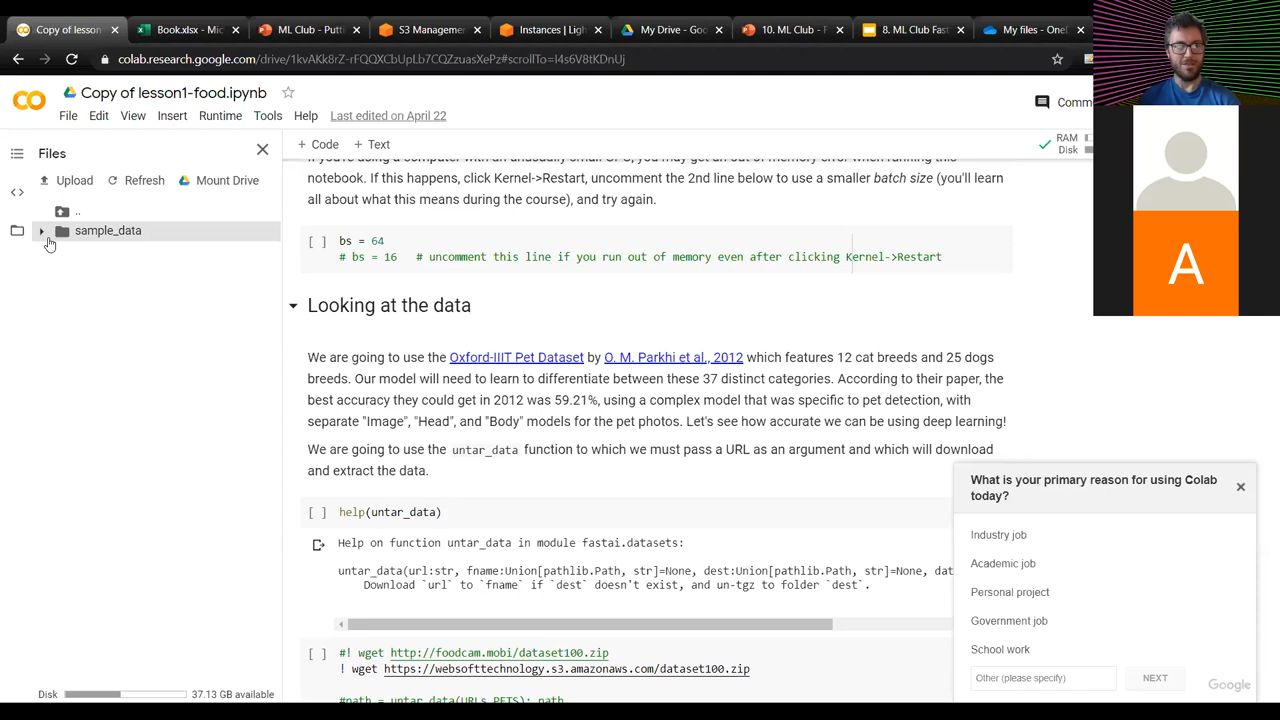 Copy of lesson
Book.xlsx - Mic
ML Club - Putti
S3 Managemen
Instances | Ligh
My Drive - Goo
10. ML Club - F
8. ML Club Fast
My files - OneD
colab.research.google.com/drive/1kvAKk8rZ-rFQQXCbUpLb7CQZzuasXePz#scrollTo=I4s6V8tKDnUj
Copy of lesson1-food.ipynb
Comm
File Edit View Insert Runtime Tools Help Last edited on April 22
Files
Upload Refresh Mount Drive
..
sample_data
Disk 37.13 GB available
+ Code + Text
RAM
Disk
notebook. If this happens, click Kernel->Restart, uncomment the 2nd line below to use a smaller batch size (you'll learn
all about what this means during the course), and try again.
[ ] bs = 64
# bs = 16 # uncomment this line if you run out of memory even after clicking Kernel->Restart
Looking at the data
We are going to use the Oxford-IIIT Pet Dataset by O. M. Parkhi et al., 2012 which features 12 cat breeds and 25 dogs
breeds. Our model will need to learn to differentiate between these 37 distinct categories. According to their paper, the
best accuracy they could get in 2012 was 59.21%, using a complex model that was specific to pet detection, with
separate "Image", "Head", and "Body" models for the pet photos. Let's see how accurate we can be using deep learning!
We are going to use the untar_data function to which we must pass a URL as an argument and which will download
and extract the data.
[ ] help(untar_data)
Help on function untar_data in module fastai.datasets:
untar_data(url:str, fname:Union[pathlib.Path, str]=None, dest:Union[pathlib.Path, str]=None, dat
Download `url` to `fname` if `dest` doesn't exist, and un-tgz to folder `dest`.
[ ] #! wget http://foodcam.mobi/dataset100.zip
! wget https://websofttechnology.s3.amazonaws.com/dataset100.zip
#path = untar_data(URLs.PETS); path
A
What is your primary reason for using Colab
today?
Industry job
Academic job
Personal project
Government job
School work
Other (please specify)
NEXT
Google